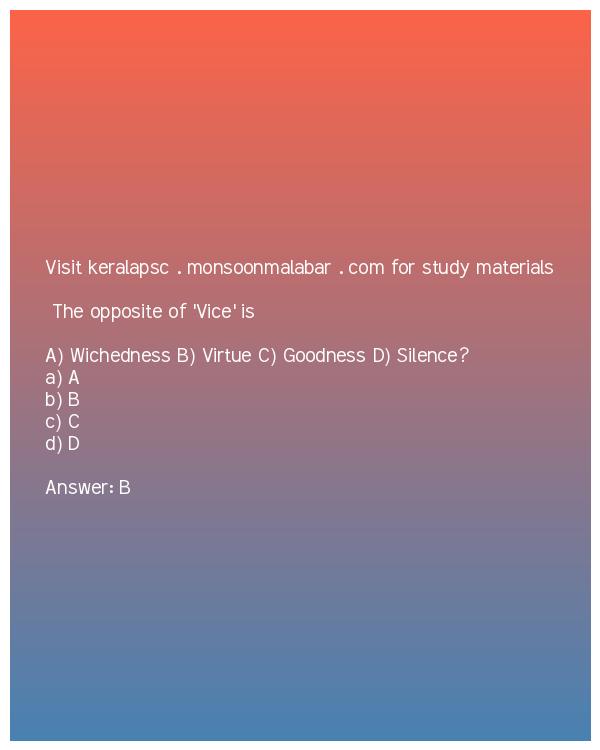 Visit keralapsc .monsoonmalabar .com for study materials
The opposite of 'Vice' is
A) Wichedness B) Virtue C) Goodness D) Silence?
a) A
b) B
c) C
d) D
Answer: B